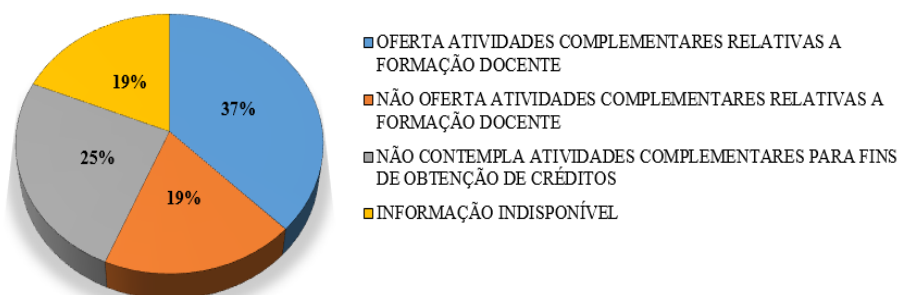 OFERTA ATIVIDADES COMPLEMENTARES RELATIVAS A
FORMAÇÃO DOCENTE
NÃO OFERTA ATIVIDADES COMPLEMENTARES RELATIVAS A
FORMAÇÃO DOCENTE
NÃO CONTEMPLA ATIVIDADES COMPLEMENTARES PARA FINS
DE OBTENÇÃO DE CRÉDITOS
INFORMAÇÃO INDISPONÍVEL
19%
37%
25%
19%